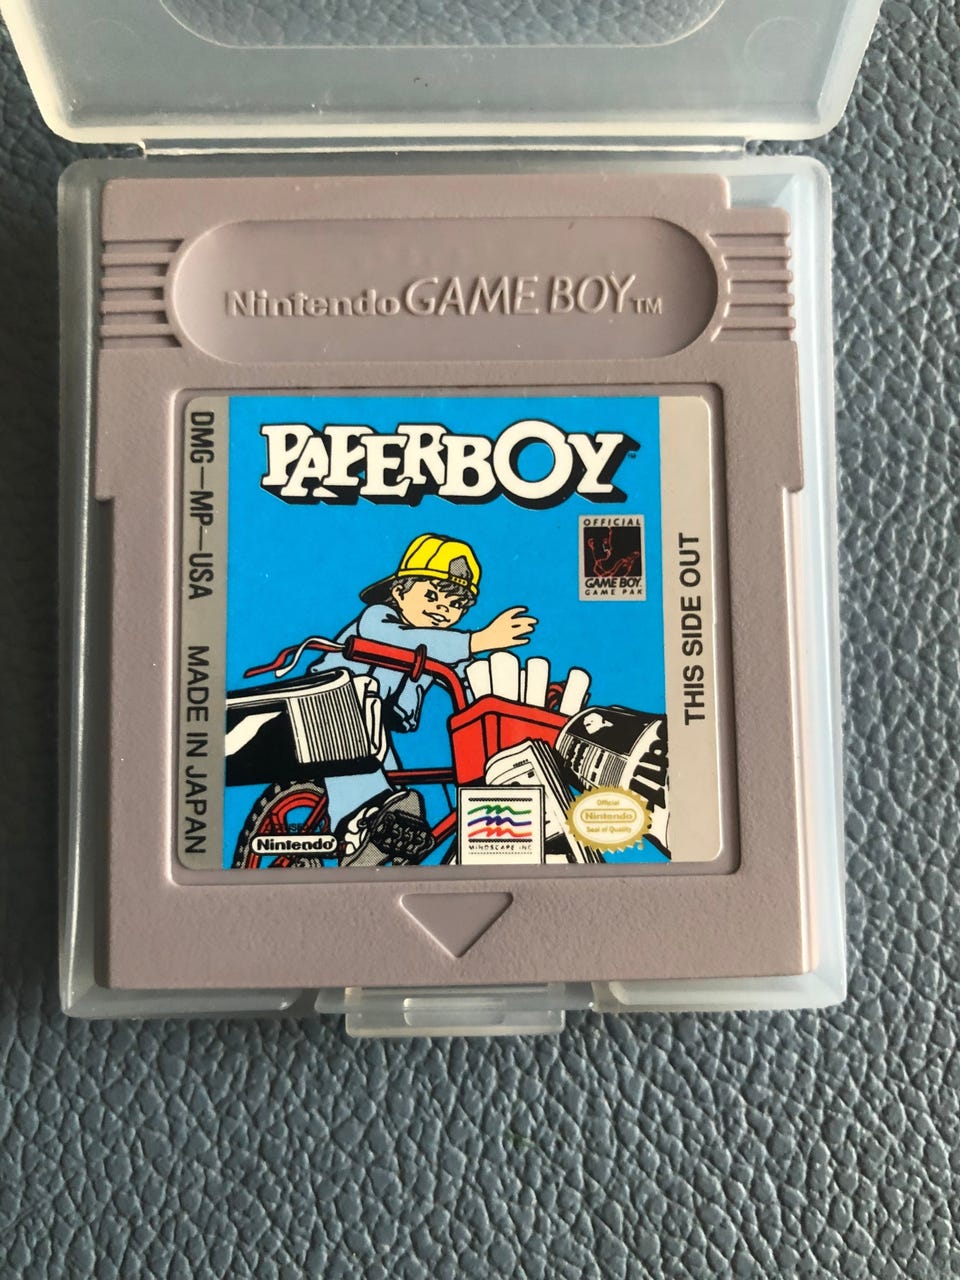 Nintendo GAME BOY TM
DMG-MP-USA MADE IN JAPAN
PAPERBOY™
OFFICIAL
GAME BOY
GAME PAK
THIS SIDE OUT
Nintendo®
MINDSCAPE INC
Official
Nintendo
Seal of Quality